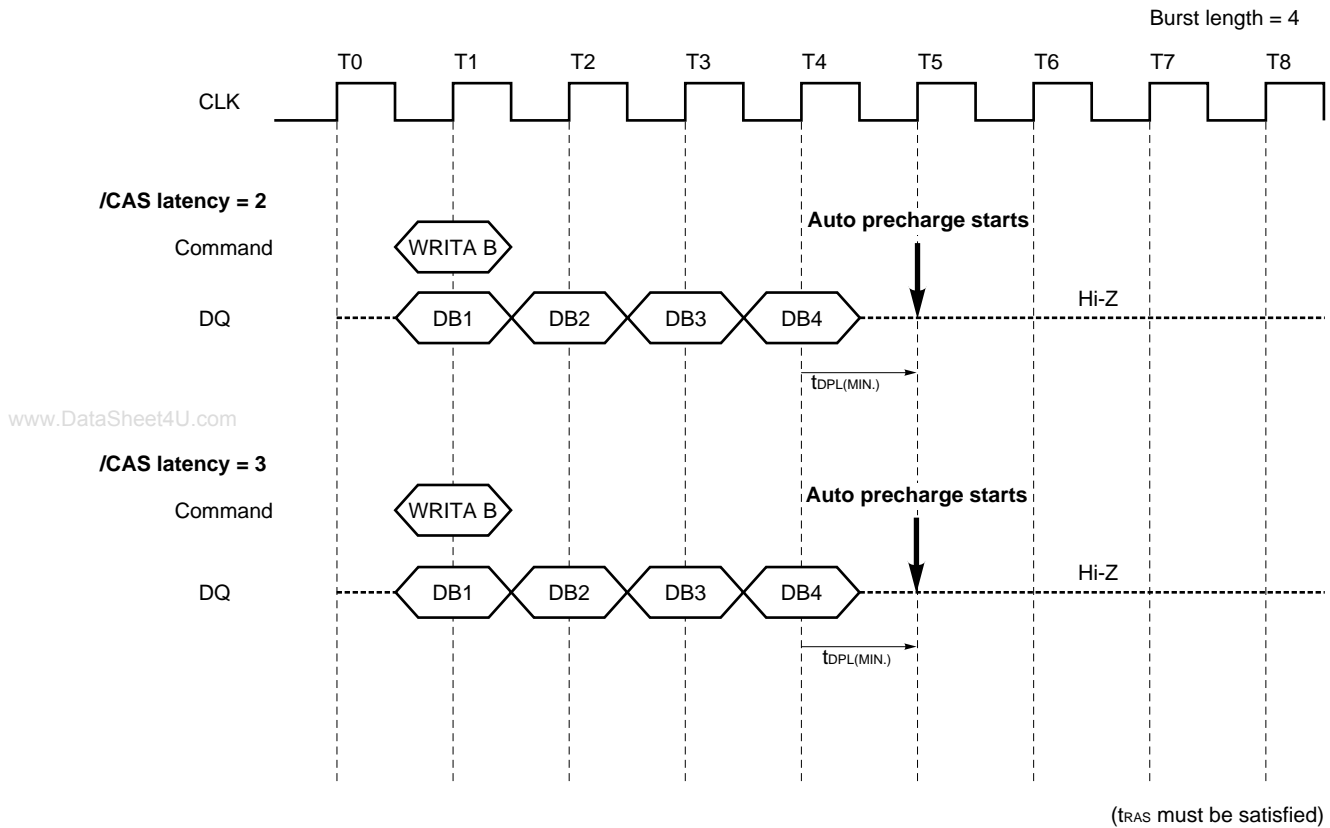 Burst length = 4
T0 T1 T2 T3 T4 T5 T6 T7 T8
CLK
/CAS latency = 2
Auto precharge starts
Command WRITA B
Hi-Z
DQ DB1 DB2 DB3 DB4
tDPL(MIN.)
www.DataSheet4U.com
/CAS latency = 3
Auto precharge starts
Command WRITA B
Hi-Z
DQ DB1 DB2 DB3 DB4
tDPL(MIN.)
(tRAS must be satisfied)